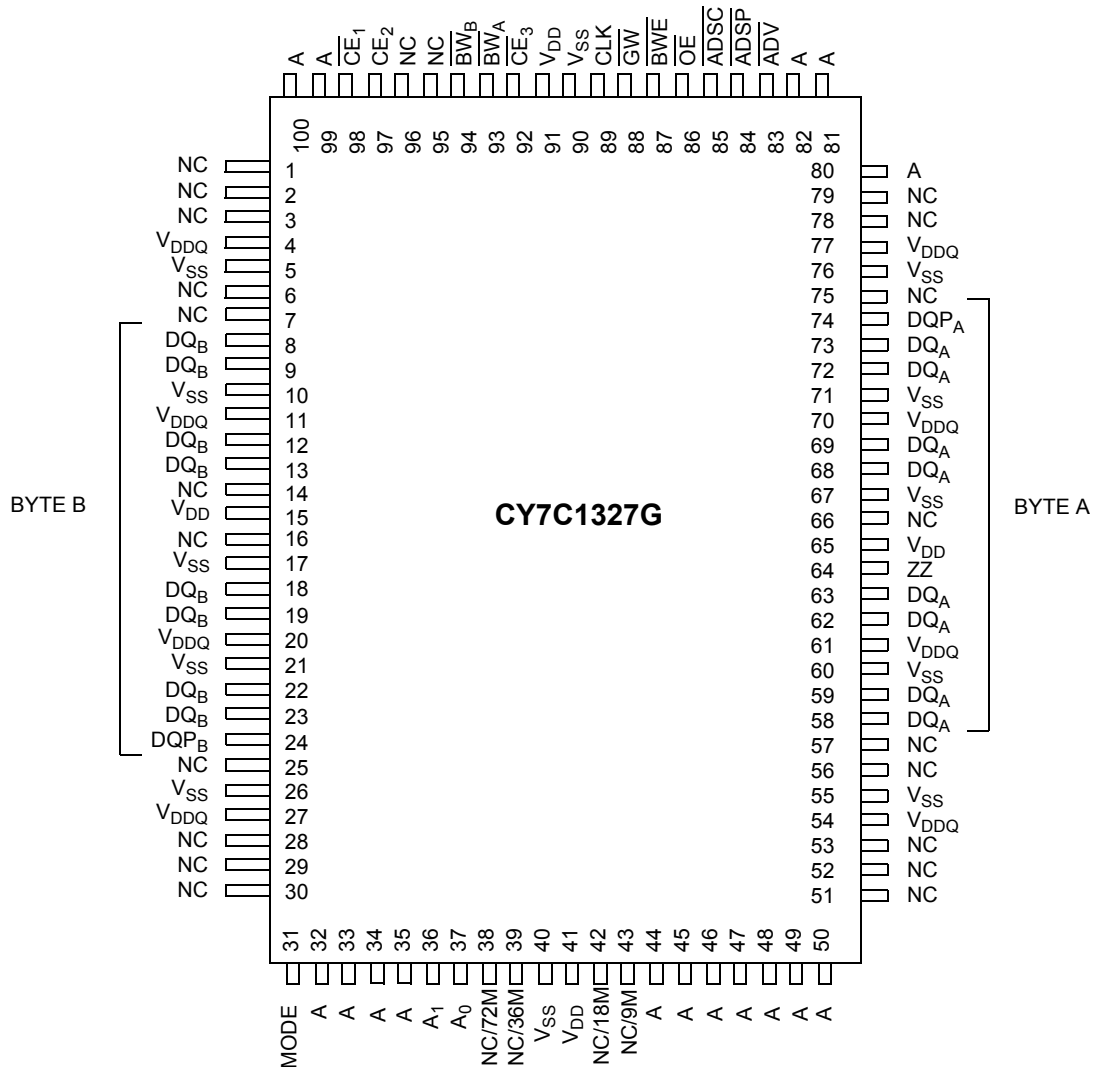 A A CE1 CE2 NC NC BWB BWA CE3 VDD VSS CLK GW BWE OE ADSC ADSP ADV A A
100 99 98 97 96 95 94 93 92 91 90 89 88 87 86 85 84 83 82 81
NC 1 80 A
NC 2 79 NC
NC 3 78 NC
VDDQ 4 77 VDDQ
VSS 5 76 VSS
NC 6 75 NC
NC 7 74 DQPA
DQB 8 73 DQA
DQB 9 72 DQA
VSS 10 71 VSS
VDDQ 11 70 VDDQ
DQB 12 69 DQA
DQB 13 68 DQA
NC 14 67 VSS
BYTE B VDD 15 CY7C1327G 66 NC BYTE A
NC 16 65 VDD
VSS 17 64 ZZ
DQB 18 63 DQA
DQB 19 62 DQA
VDDQ 20 61 VDDQ
VSS 21 60 VSS
DQB 22 59 DQA
DQB 23 58 DQA
DQPB 24 57 NC
NC 25 56 NC
VSS 26 55 VSS
VDDQ 27 54 VDDQ
NC 28 53 NC
NC 29 52 NC
NC 30 51 NC
31 32 33 34 35 36 37 38 39 40 41 42 43 44 45 46 47 48 49 50
MODE A A A A A1 A0 NC/72M NC/36M VSS VDD NC/18M NC/9M A A A A A A A